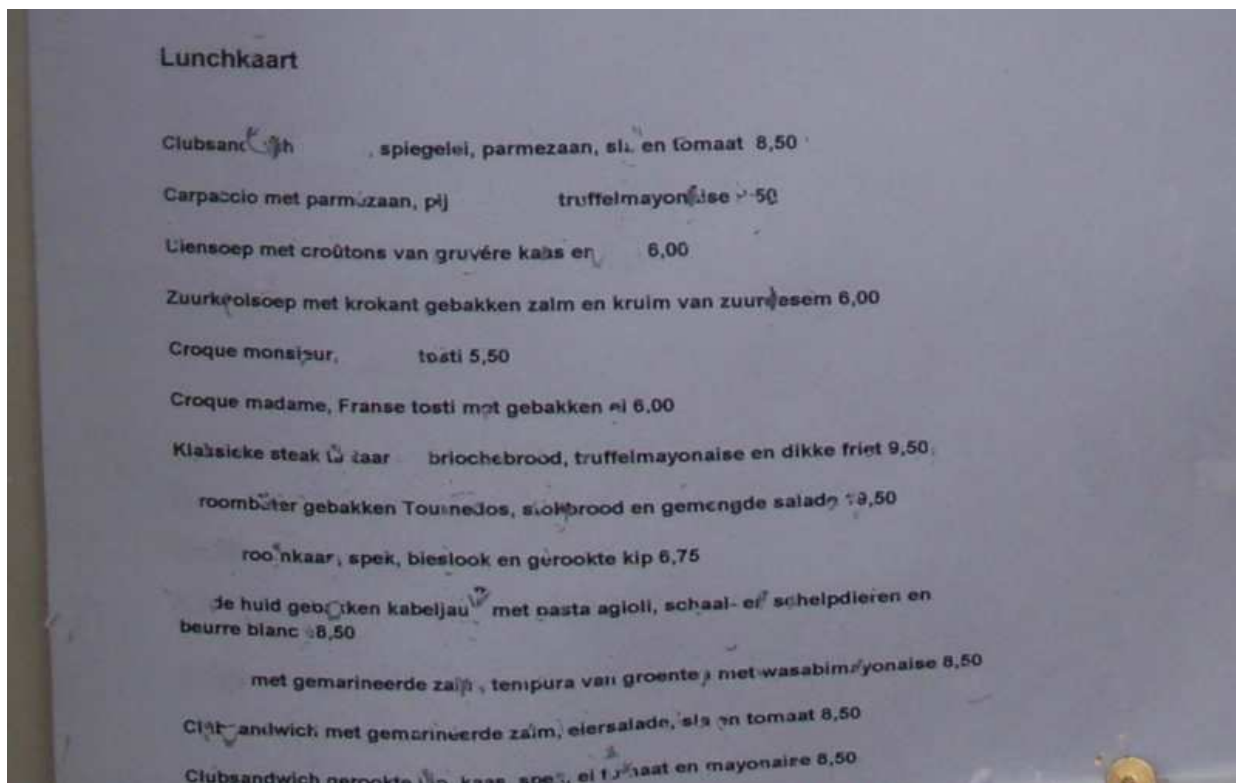 Lunchkaart
spiegelei, parmezaan, en tomaat 8,50
Carpaccio met parmezaan, truffelmayonaise
met croûtons van gruyére kaas en 6,00
Zuurkoolsoep met krokant gebakken zalm en kruim van zuurdesem 6,00
Croque monsieur, tosti 5,50
Croque madame, Franse tosti met gebakken ei 6,00
Klassieke steak briochebrood, truffelmayonaise en dikke friet 9,50
roomboter gebakken Tournedos, stokbrood en gemengde salade
spek, bieslook en gerookte kip 6,75
de huid gebakken kabeljauw met pasta agioli, schaal- en schelpdieren en
beurre blanc
met gemarineerde zalm, tempura van groente met wasabimayonaise 8,50
Clubsandwich met gemarineerde zalm, eiersalade, sla en tomaat 8,50
Clubsandwich gerookte kaas, spek, ei tomaat en mayonaire 8,50